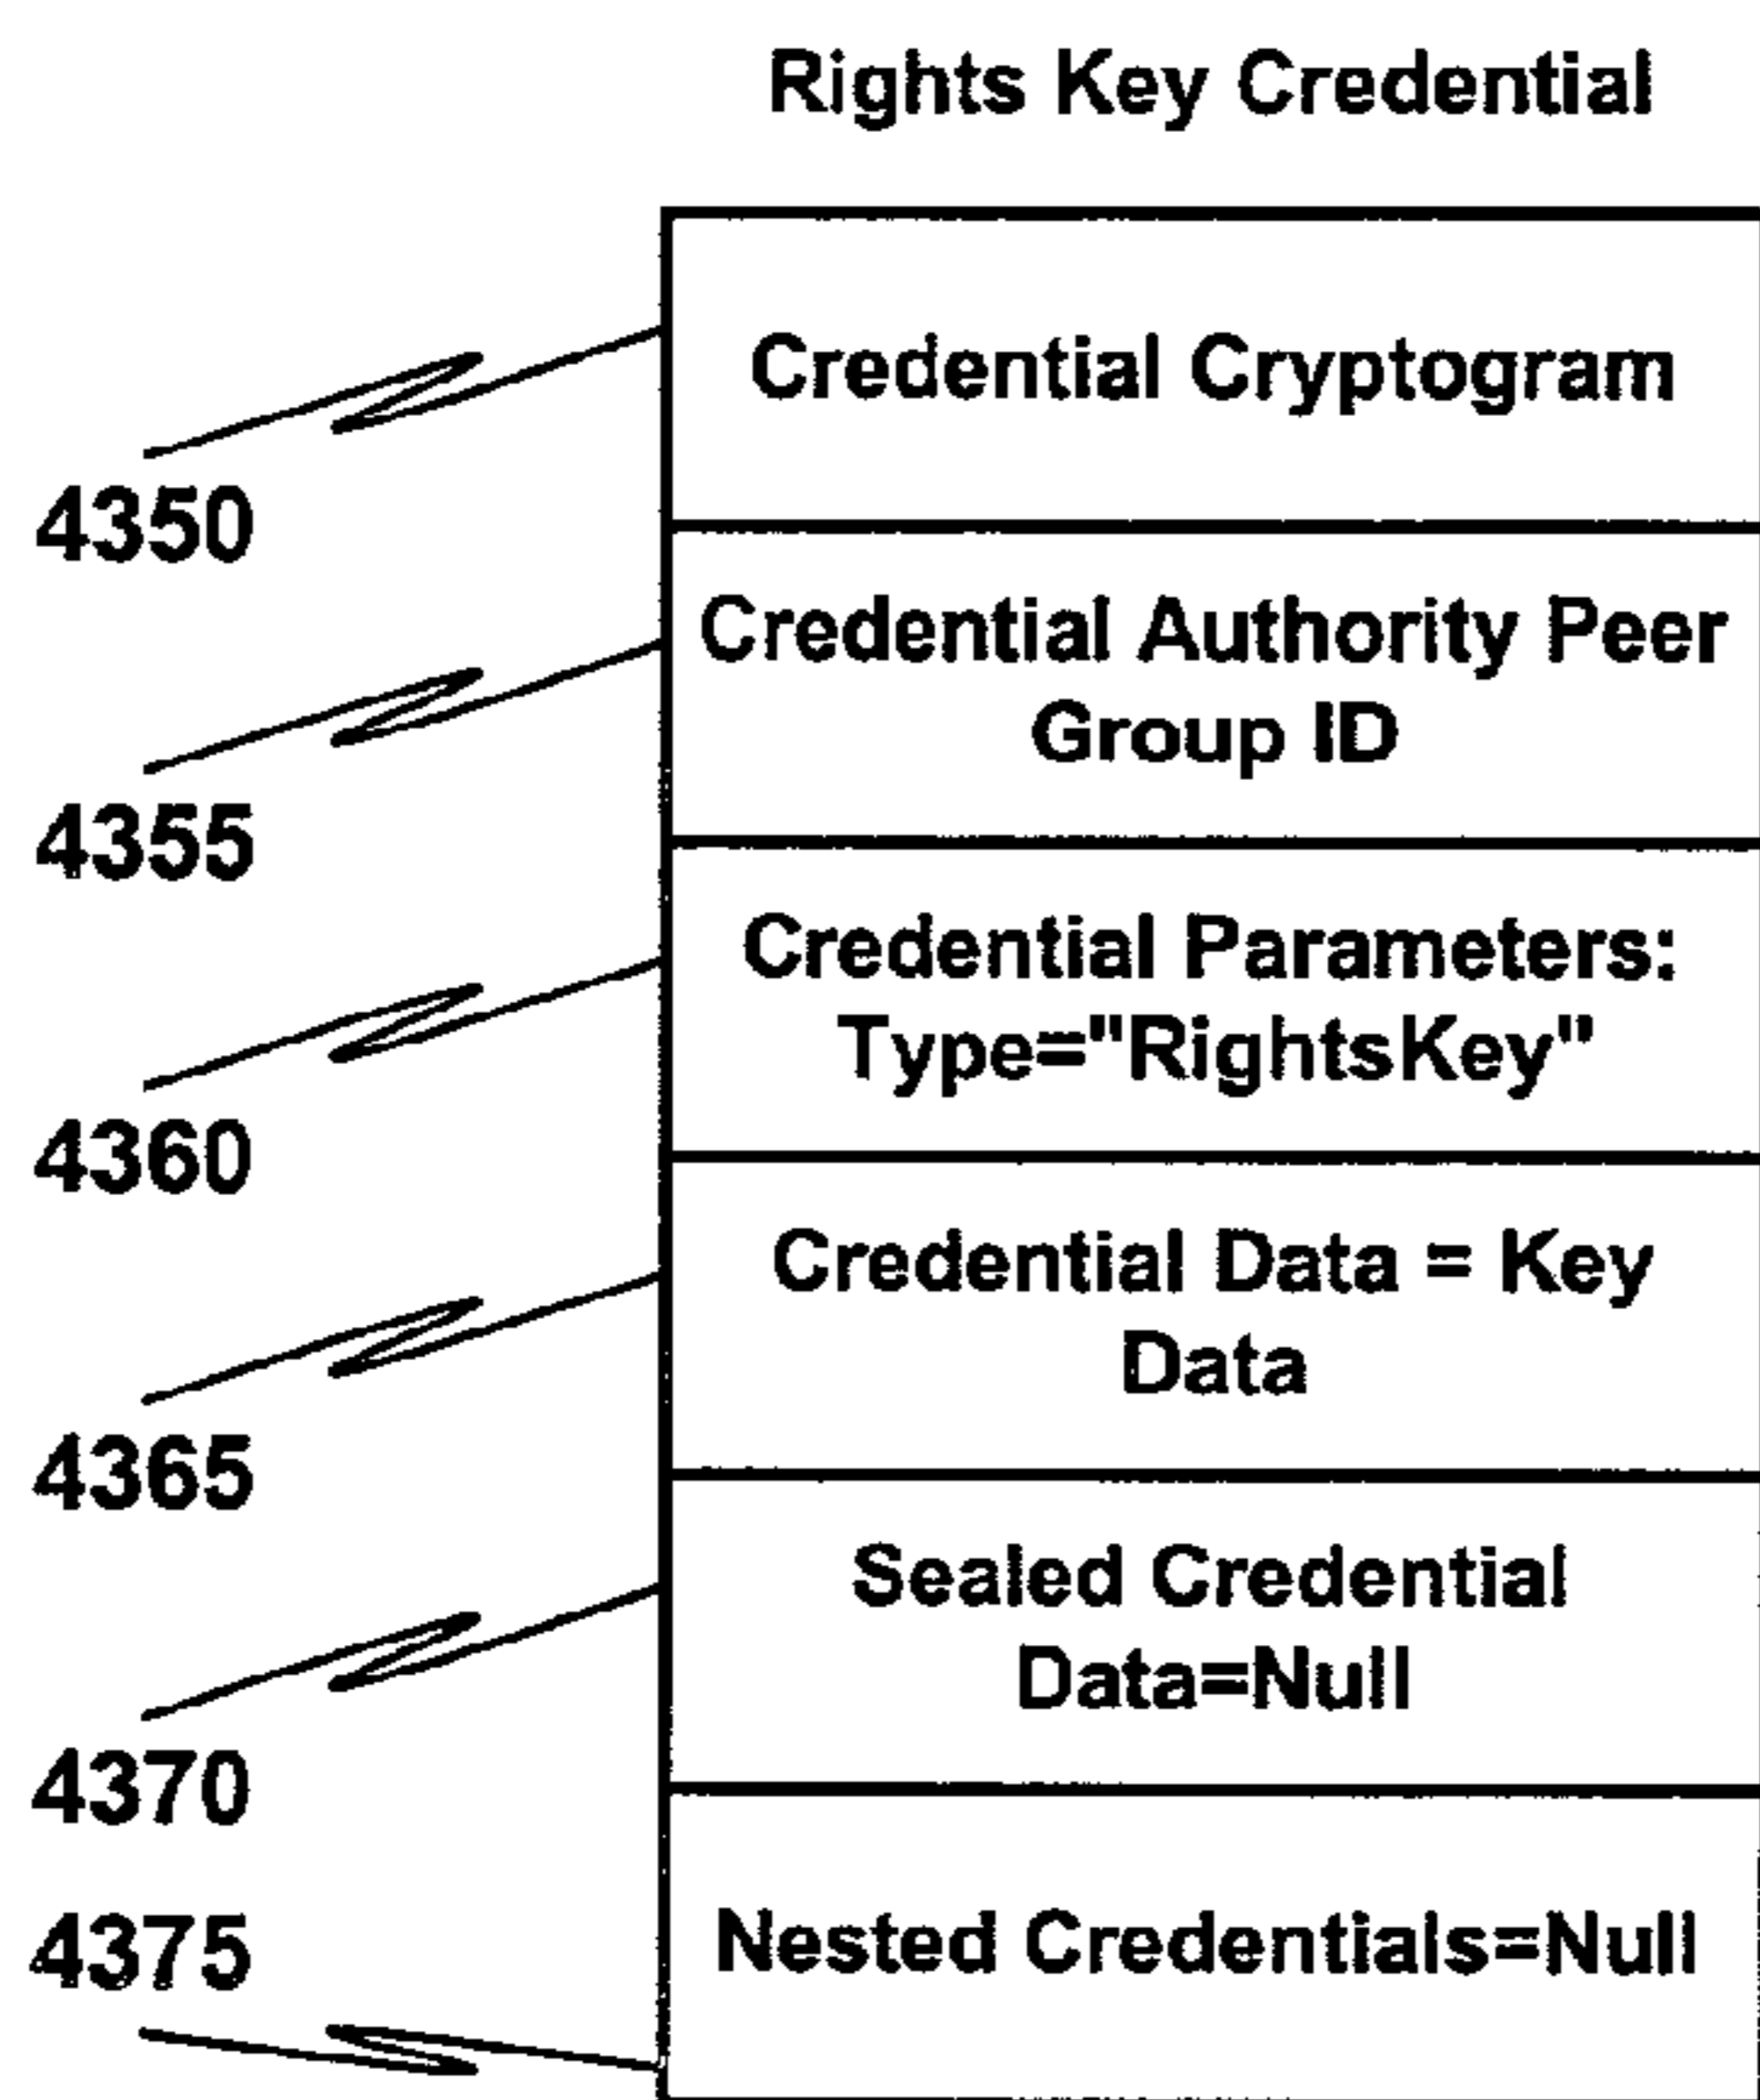 Rights Key Credential
Credential Cryptogram
4350
Credential Authority Peer
Group ID
4355
Credential Parameters:
Type="RightsKey"
4360
Credential Data = Key
Data
4365
Sealed Credential
Data=Null
4370
Nested Credentials=Null
4375